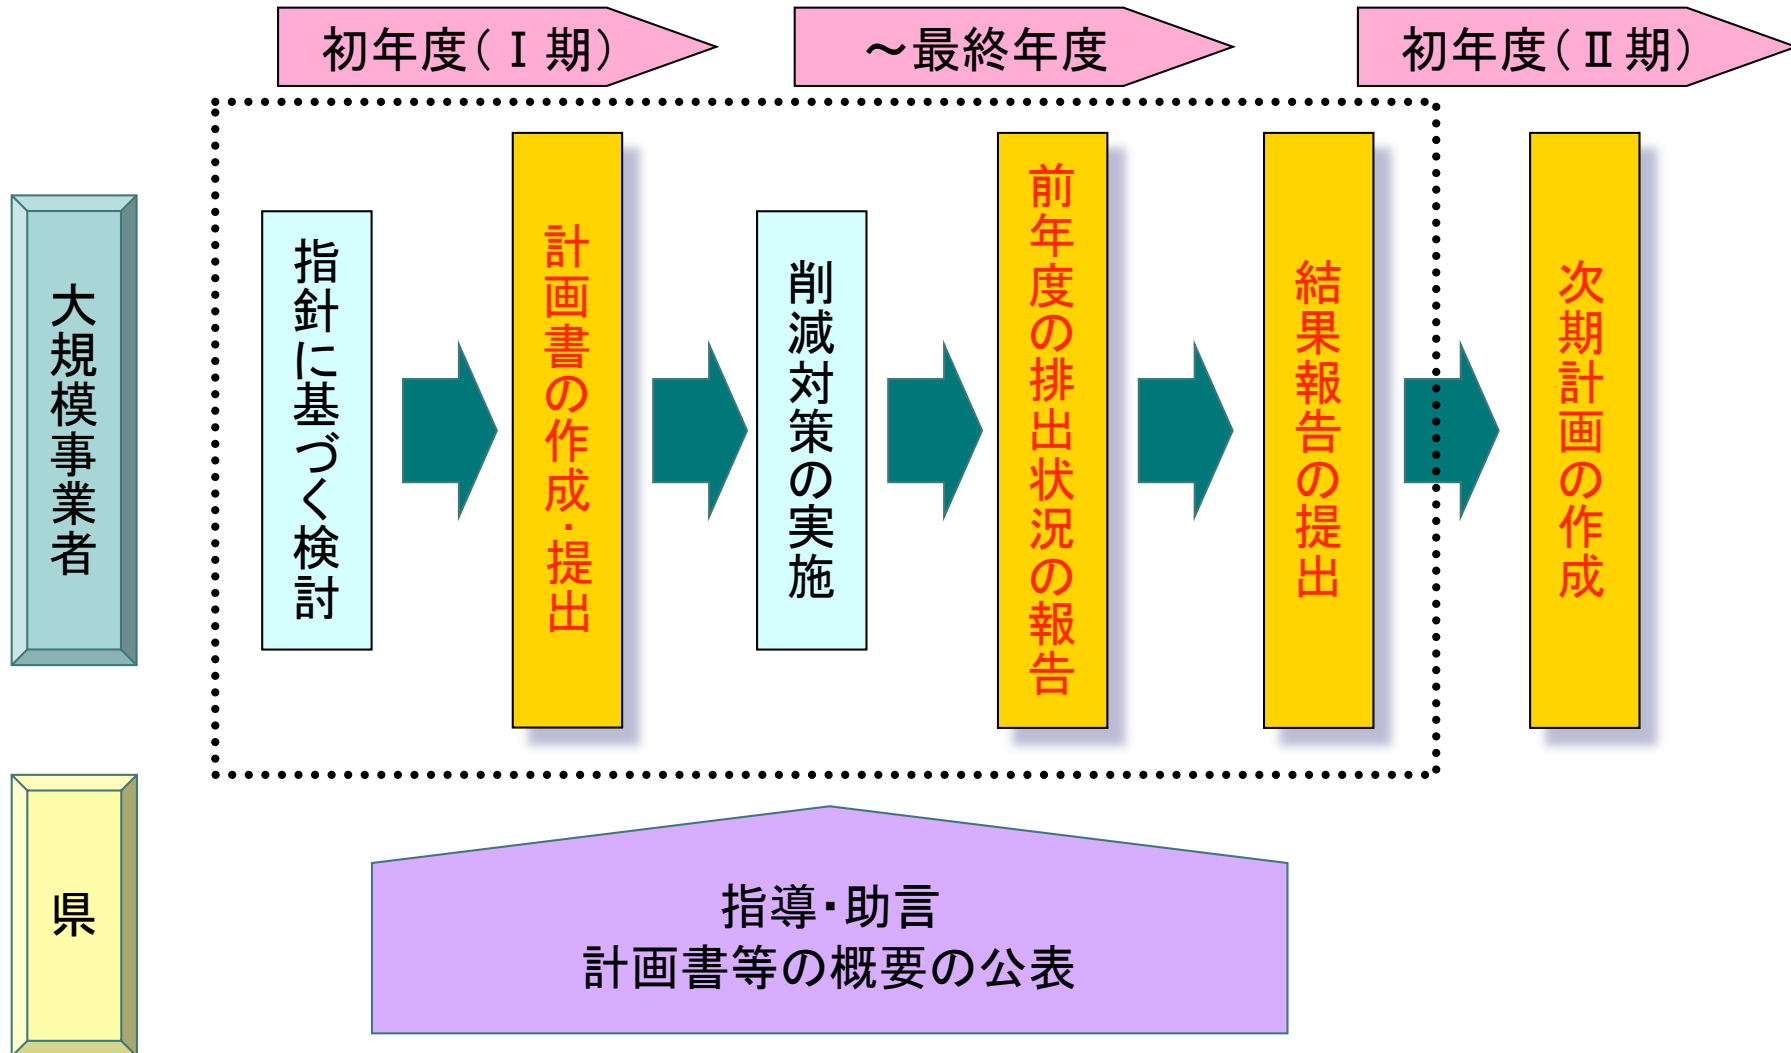 初年度(Ⅰ期)
～最終年度
初年度(Ⅱ期)
大規模事業者
指針に基づく検討
計画書の作成・提出
削減対策の実施
前年度の排出状況の報告
結果報告の提出
次期計画の作成
県
指導・助言
計画書等の概要の公表